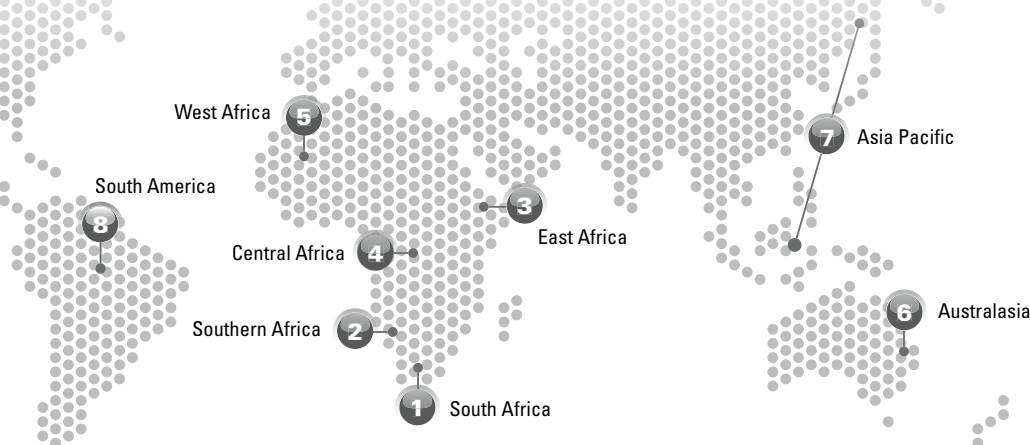 West Africa
5
7
Asia Pacific
South America
8
3
East Africa
Central Africa
4
6
Australasia
Southern Africa
2
1
South Africa